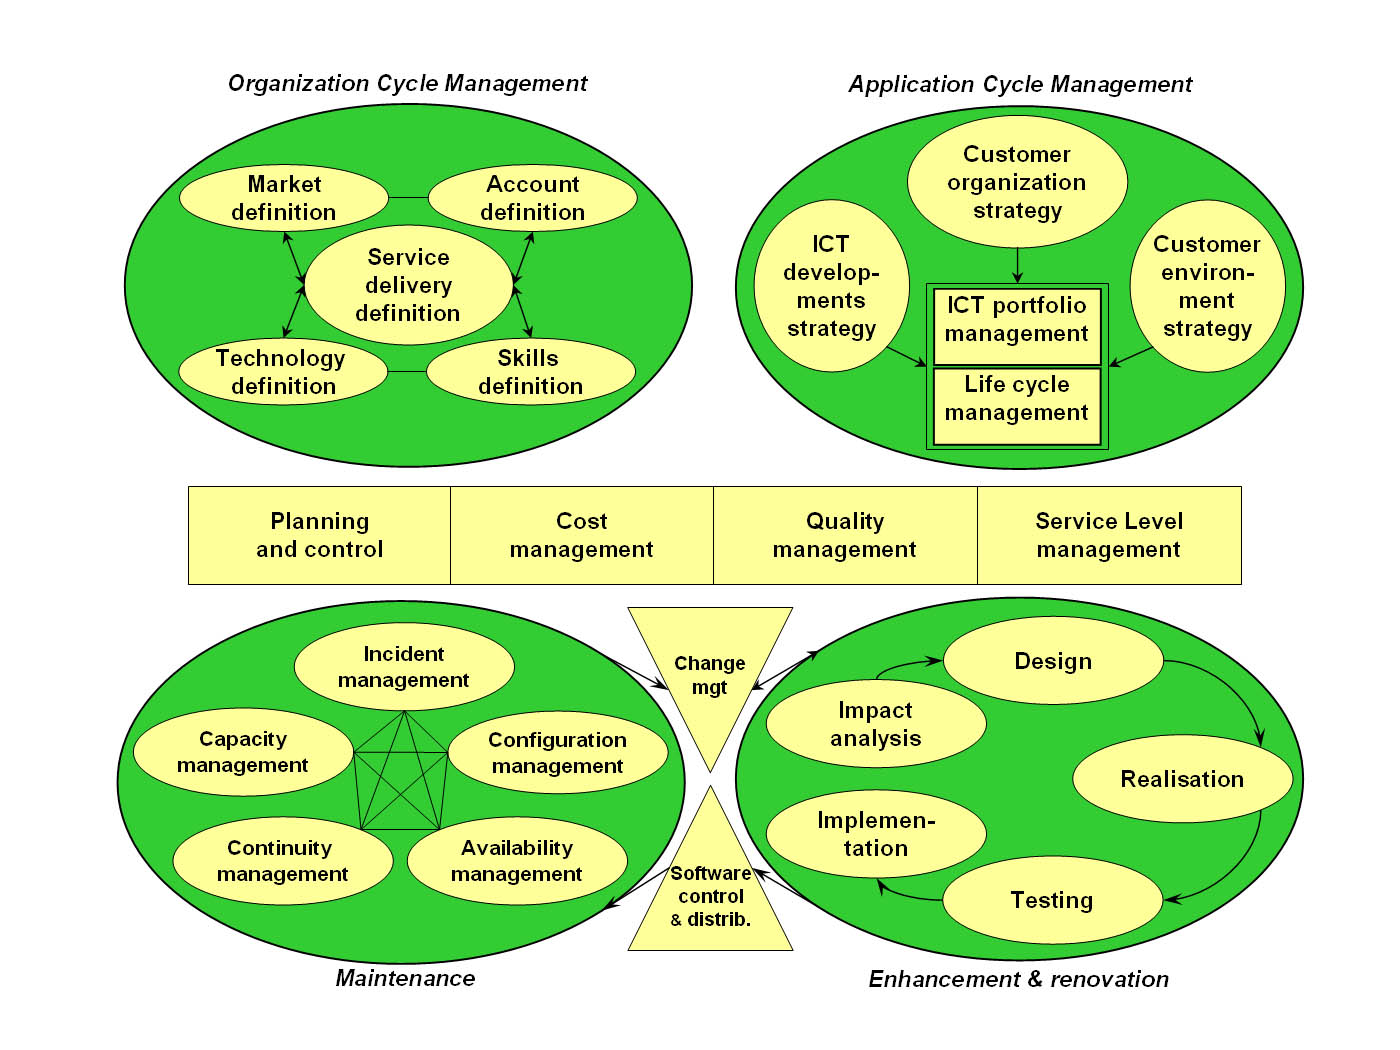 Organization Cycle Management
Market
definition
Account
definition
Service
delivery
definition
Technology
definition
Skills
definition
Application Cycle Management
Customer
organization
strategy
ICT
develop-
ments
strategy
Customer
environ-
ment
strategy
ICT portfolio
management
Life cycle
management
Planning
and control
Cost
management
Quality
management
Service Level
management
Incident
management
Capacity
management
Configuration
management
Continuity
management
Availability
management
Maintenance
Change
mgt
Software
control
& distrib.
Design
Impact
analysis
Realisation
Implemen-
tation
Testing
Enhancement & renovation